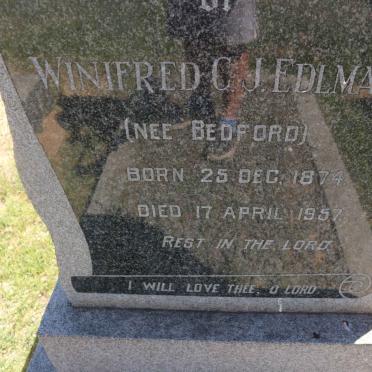 OF
WINIFRED C. J. EDLMA
(NEE BEDFORD)
BORN 25 DEC. 1874
DIED 17 APRIL 1957
REST IN THE LORD
I WILL LOVE THEE, O LORD.